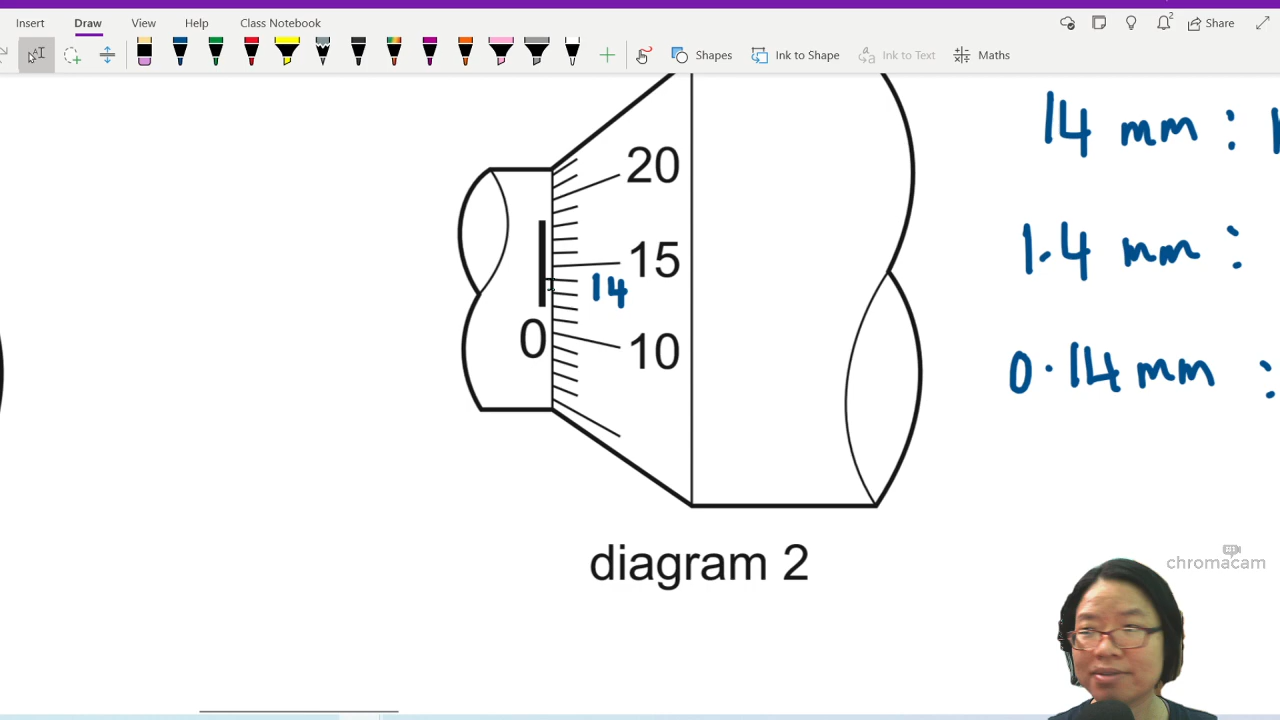 Insert Draw View Help Class Notebook
2 Share
Shapes Ink to Shape Ink to Text Maths
14 mm :
20
1.4 mm :
15
14
0
10
0.14 mm :
diagram 2
chromacam